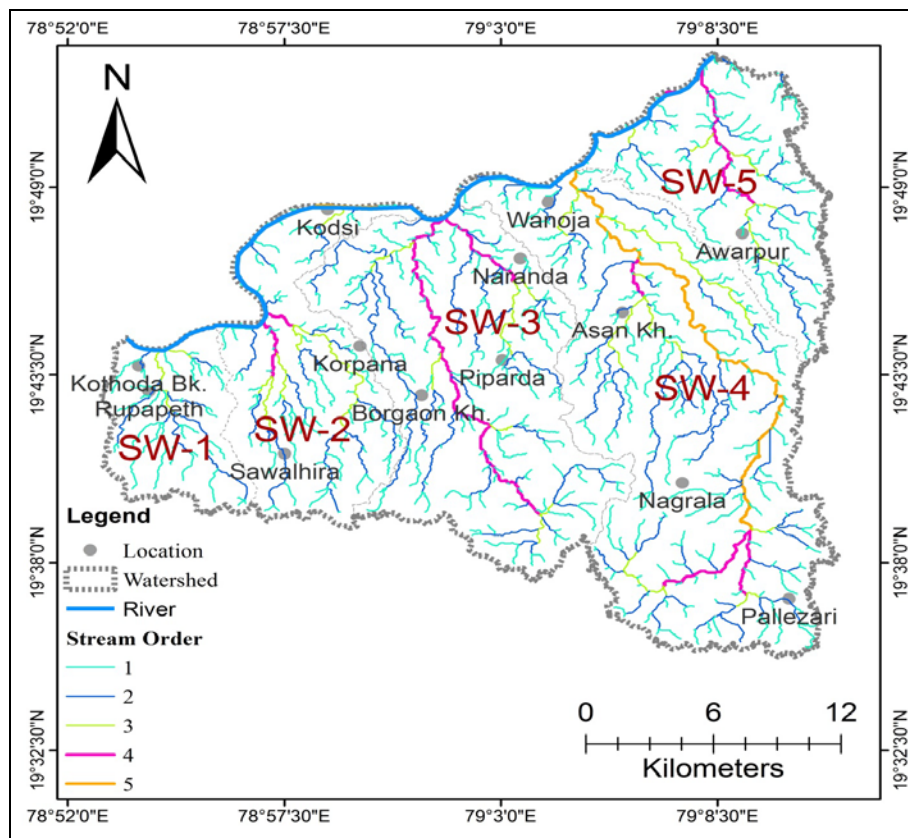 78°52'0"E 78°57'30"E 79°3'0"E 79°8'30"E
N
19°49'0"N 19°49'0"N
SW-5
Wanoja
Kodsi
Awarpur
Naranda
SW-3
Asan Kh.
Korpana
Piparda
19°43'30"N 19°43'30"N
Kothoda Bk.
SW-4
Rupapeth
Borgaon Kh.
SW-2
SW-1
Sawalhira
Nagrala
Legend
Location
19°38'0"N 19°38'0"N
Watershed
River
Pallezari
Stream Order
1
2
3
4
5
0 6 12
Kilometers
19°32'30"N 19°32'30"N
78°52'0"E 78°57'30"E 79°3'0"E 79°8'30"E